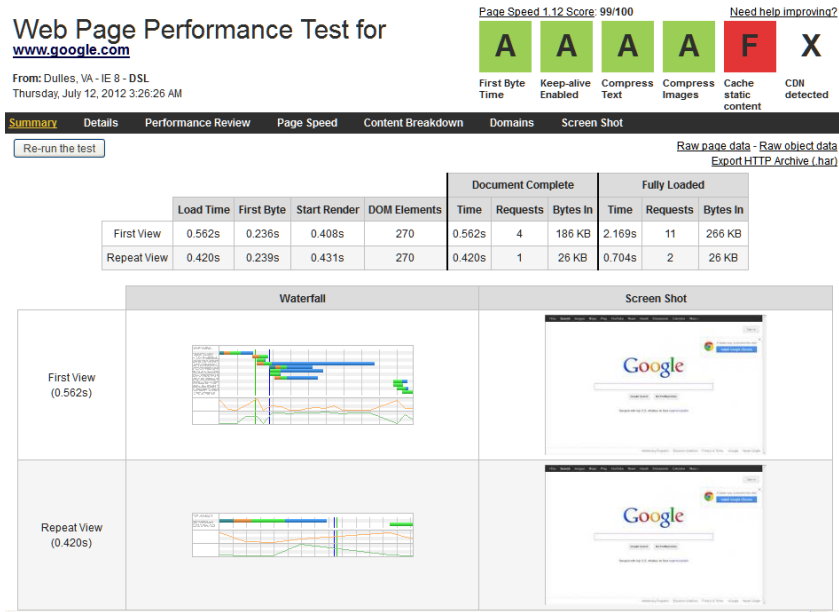 Page Speed 1.12 Score: 99/100 Need help improving?
Web Page Performance Test for
www.google.com
From: Dulles, VA - IE 8 - DSL
Thursday, July 12, 2012 3:26:26 AM
A A A A F X
First Byte Time Keep-alive Enabled Compress Text Compress Images Cache static content CDN detected
Summary Details Performance Review Page Speed Content Breakdown Domains Screen Shot
Re-run the test
Raw page data - Raw object data
Export HTTP Archive (.har)
Document Complete Fully Loaded
Load Time First Byte Start Render DOM Elements Time Requests Bytes In Time Requests Bytes In
First View 0.562s 0.236s 0.408s 270 0.562s 4 186 KB 2.169s 11 266 KB
Repeat View 0.420s 0.239s 0.431s 270 0.420s 1 26 KB 0.704s 2 26 KB
Waterfall Screen Shot
First View
(0.562s)
Google
Repeat View
(0.420s)
Google